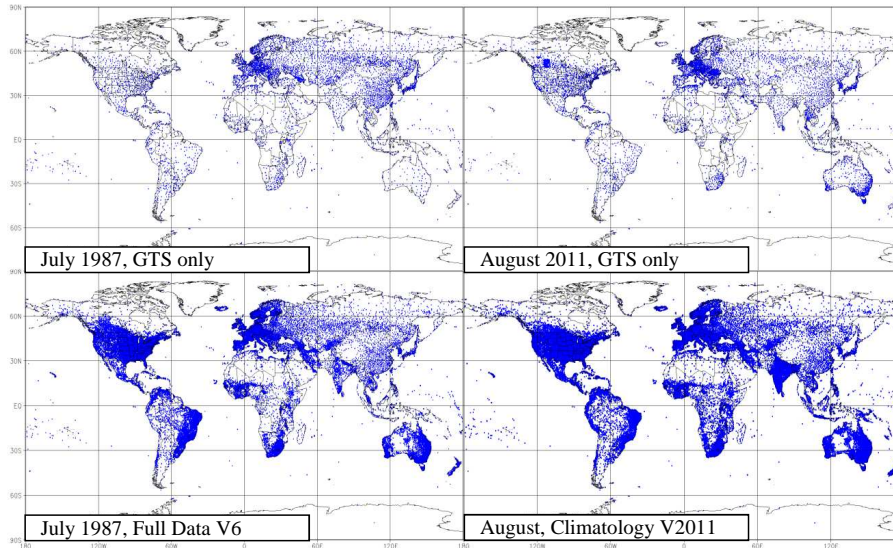 90N
60N
30N
EQ
30S
60S
July 1987, GTS only
August 2011, GTS only
90N
60N
30N
EQ
30S
60S
July 1987, Full Data V6
August, Climatology V2011
90S
180 120W 60W 0 60E 120E 180 120W 60W 0 60E 120E